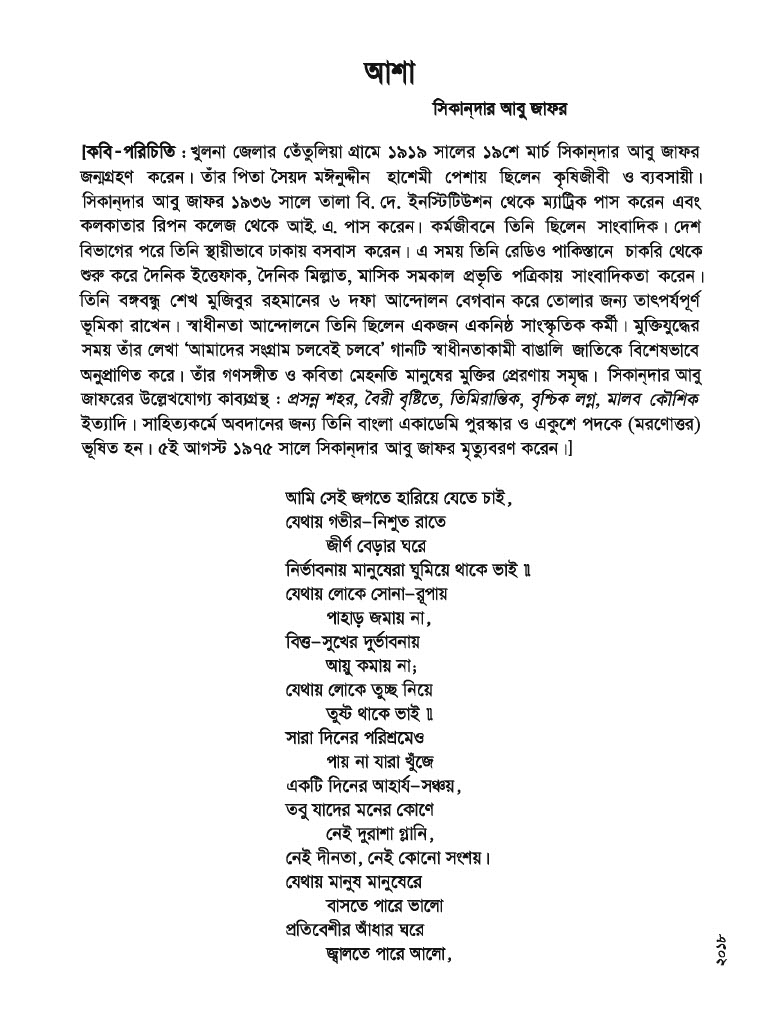 আশা
সিকান্‌দার আবু জাফর
[কবি-পরিচিতি : খুলনা জেলার তেঁতুলিয়া গ্রামে ১৯১৯ সালের ১৯শে মার্চ সিকান্‌দার আবু জাফর
জন্মগ্রহণ করেন। তাঁর পিতা সৈয়দ মঈনুদ্দীন হাশেমী পেশায় ছিলেন কৃষিজীবী ও ব্যবসায়ী।
সিকান্‌দার আবু জাফর ১৯৩৬ সালে তালা বি. দে. ইনস্টিটিউশন থেকে ম্যাট্রিক পাস করেন এবং
কলকাতার রিপন কলেজ থেকে আই. এ. পাস করেন। কর্মজীবনে তিনি ছিলেন সাংবাদিক। দেশ
বিভাগের পরে তিনি স্থায়ীভাবে ঢাকায় বসবাস করেন। এ সময় তিনি রেডিও পাকিস্তানে চাকরি থেকে
শুরু করে দৈনিক ইত্তেফাক, দৈনিক মিল্লাত, মাসিক সমকাল প্রভৃতি পত্রিকায় সাংবাদিকতা করেন।
তিনি বঙ্গবন্ধু শেখ মুজিবুর রহমানের ৬ দফা আন্দোলন বেগবান করে তোলার জন্য তাৎপর্যপূর্ণ
ভূমিকা রাখেন। স্বাধীনতা আন্দোলনে তিনি ছিলেন একজন একনিষ্ঠ সাংস্কৃতিক কর্মী। মুক্তিযুদ্ধের
সময় তাঁর লেখা ‘আমাদের সংগ্রাম চলবেই চলবে’ গানটি স্বাধীনতাকামী বাঙালি জাতিকে বিশেষভাবে
অনুপ্রাণিত করে। তাঁর গণসঙ্গীত ও কবিতা মেহনতি মানুষের মুক্তির প্রেরণায় সমৃদ্ধ। সিকান্‌দার আবু
জাফরের উল্লেখযোগ্য কাব্যগ্রন্থ : প্রসন্ন শহর, বৈরী বৃষ্টিতে, তিমিরান্তিক, বৃশ্চিক লগ্ন, মালব কৌশিক
ইত্যাদি। সাহিত্যকর্মে অবদানের জন্য তিনি বাংলা একাডেমি পুরস্কার ও একুশে পদকে (মরণোত্তর)
ভূষিত হন। ৫ই আগস্ট ১৯৭৫ সালে সিকান্‌দার আবু জাফর মৃত্যুবরণ করেন।]
আমি সেই জগতে হারিয়ে যেতে চাই,
যেথায় গভীর-নিশুত রাতে
জীর্ণ বেড়ার ঘরে
নির্ভাবনায় মানুষেরা ঘুমিয়ে থাকে ভাই॥
যেথায় লোকে সোনা-রূপায়
পাহাড় জমায় না,
বিত্ত-সুখের দুর্ভাবনায়
আয়ু কমায় না;
যেথায় লোকে তুচ্ছ নিয়ে
তুষ্ট থাকে ভাই॥
সারা দিনের পরিশ্রমেও
পায় না যারা খুঁজে
একটি দিনের আহার্য-সঞ্চয়,
তবু যাদের মনের কোণে
নেই দুরাশা গ্লানি,
নেই দীনতা, নেই কোনো সংশয়।
যেথায় মানুষ মানুষেরে
বাসতে পারে ভালো
প্রতিবেশীর আঁধার ঘরে
জ্বালতে পারে আলো,
২০১৮